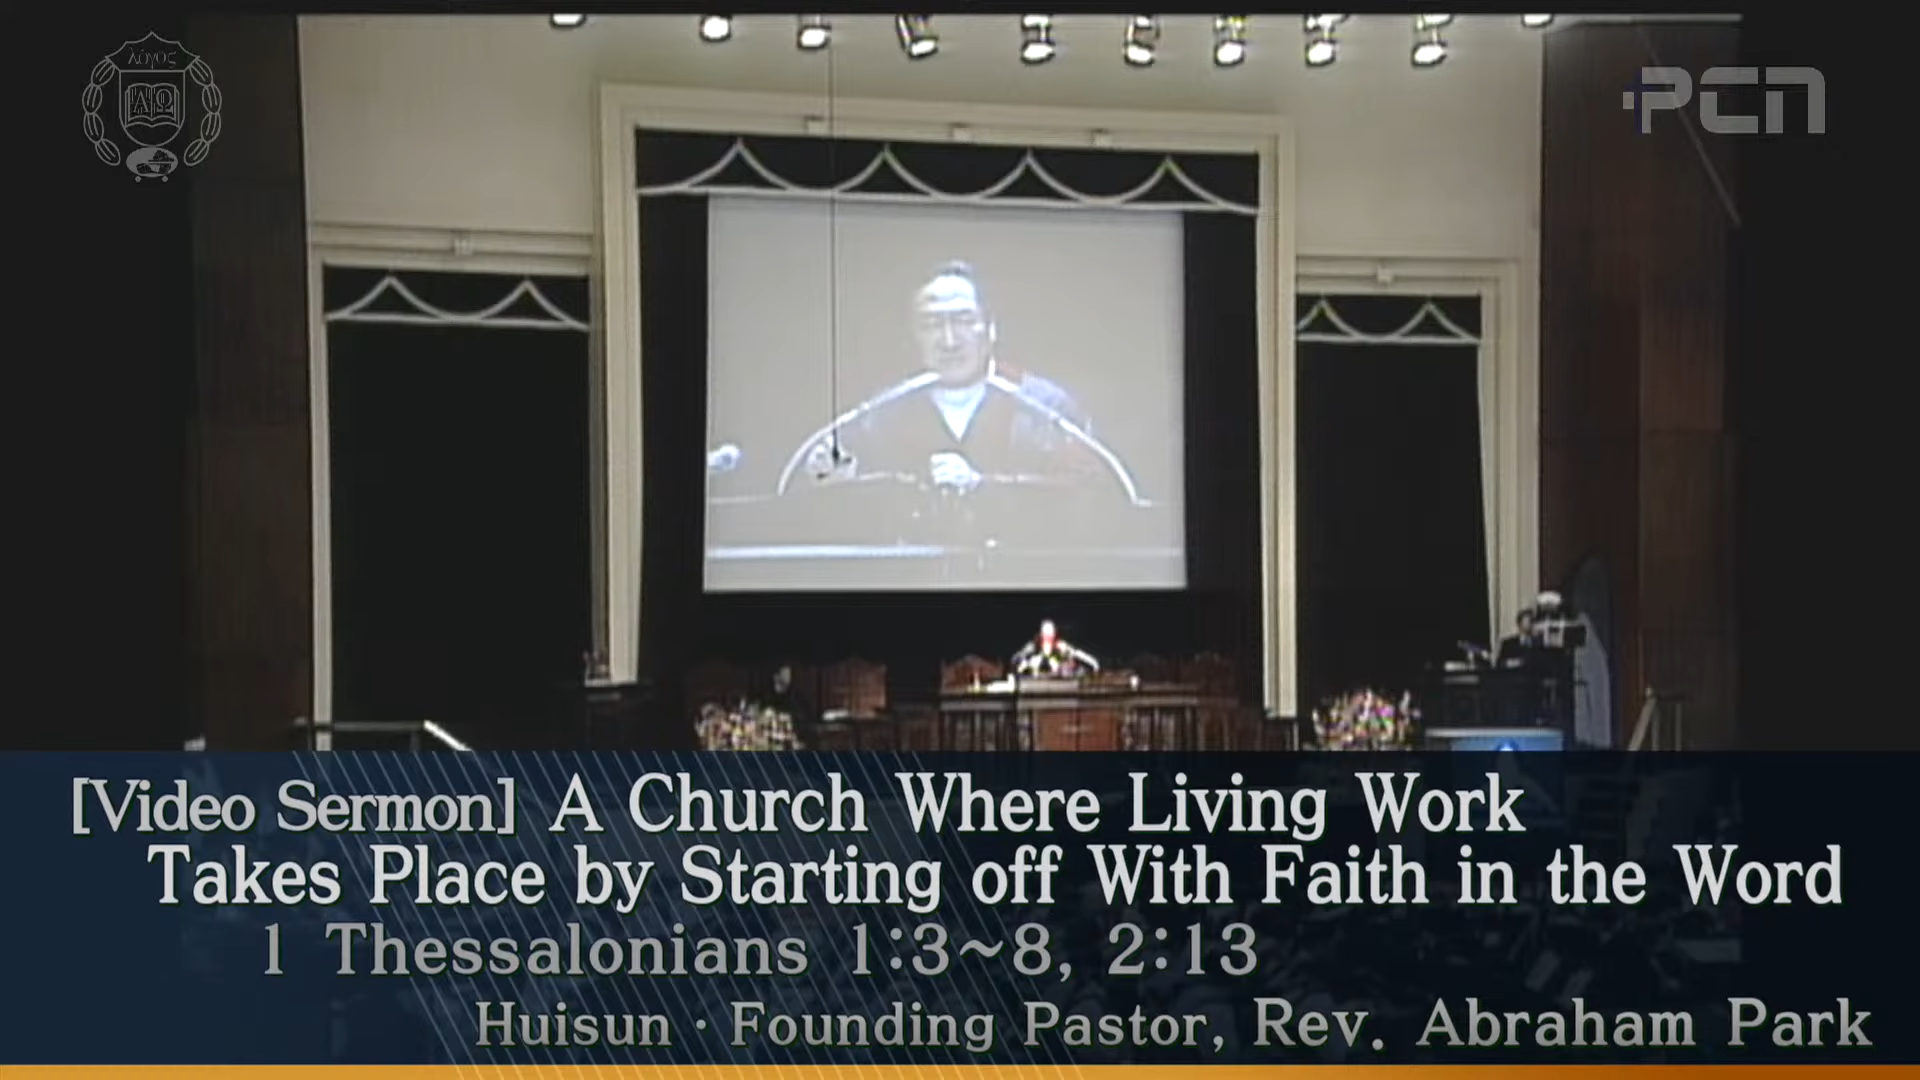 λόγος
ΑΩ
PCN
[Video Sermon] A Church Where Living Work
Takes Place by Starting off With Faith in the Word
1 Thessalonians 1:3~8, 2:13
Huisun · Founding Pastor, Rev. Abraham Park